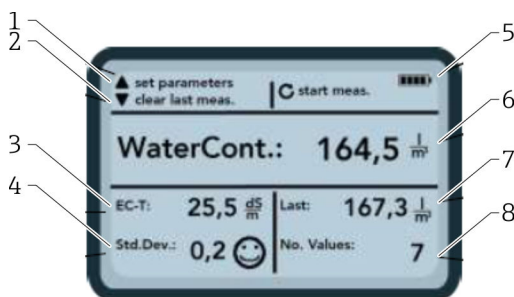 1
2
3
4
5
6
7
8
set parameters
clear last meas.
start meas.
WaterCont.: 164,5 l/m³
EC-T: 25,5 dS/m
Last: 167,3 l/m³
Std.Dev.: 0,2
No. Values: 7